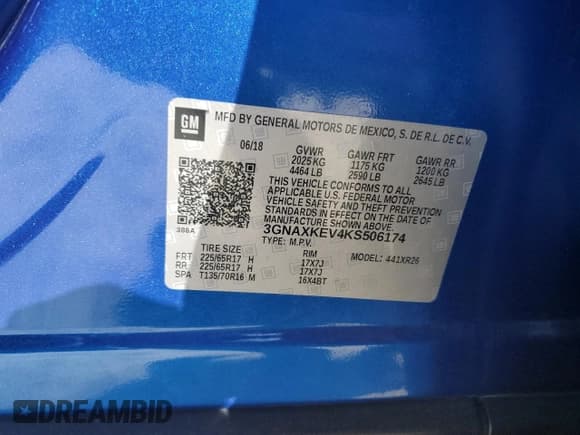 GM
MFD BY GENERAL MOTORS DE MEXICO, S. DE R.L. DE C.V.
06/18 GVWR GAWR FRT GAWR RR
2025 KG 1175 KG 1200 KG
4464 LB 2590 LB 2645 LB
THIS VEHICLE CONFORMS TO ALL
APPLICABLE U.S. FEDERAL MOTOR
VEHICLE SAFETY AND THEFT PREVENTION
STANDARDS IN EFFECT ON THE DATE OF
MANUFACTURE SHOWN ABOVE.
386A 3GNAXKEV4KS506174
TYPE: M.P.V. MODEL: 441XR26
TIRE SIZE RIM
FRT 225/65R17 H 17X7J
RR 225/65R17 H 17X7J
SPA T135/70R16 M 16X4BT
DREAMBID